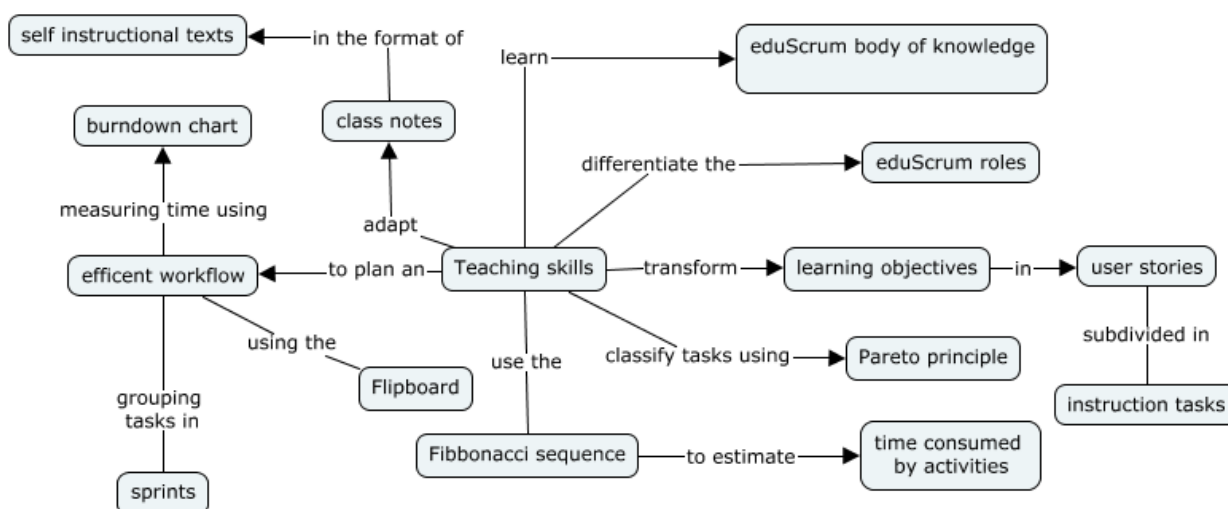 self instructional texts
in the format of
learn
eduScrum body of knowledge
burndown chart
class notes
differentiate the
eduScrum roles
measuring time using
adapt
efficent workflow
to plan an
Teaching skills
transform
learning objectives
in
user stories
using the
use the
classify tasks using
Pareto principle
subdivided in
grouping
tasks in
Flipboard
instruction tasks
Fibbonacci sequence
to estimate
time consumed
by activities
sprints